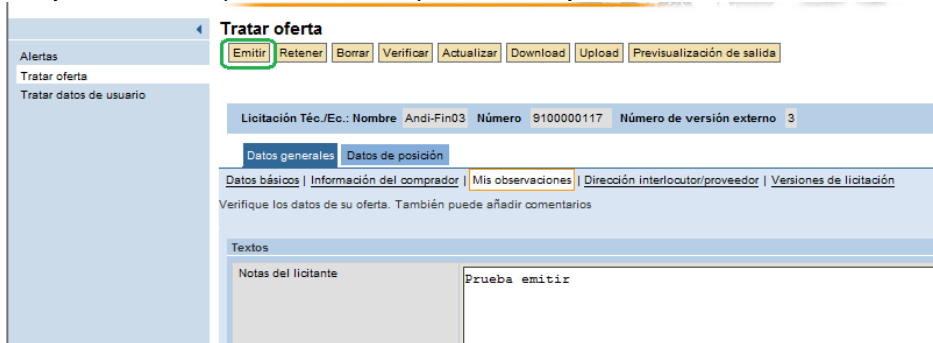 Tratar oferta
Emitir Retener Borrar Verificar Actualizar Download Upload Previsualización de salida
Alertas
Tratar oferta
Tratar datos de usuario
Licitación Téc./Ec.: Nombre Andi-Fin03 Número 9100000117 Número de versión externo 3
Datos generales Datos de posición
Datos básicos | Información del comprador | Mis observaciones | Dirección interlocutor/proveedor | Versiones de licitación
Verifique los datos de su oferta. También puede añadir comentarios
Textos
Notas del licitante
Prueba emitir